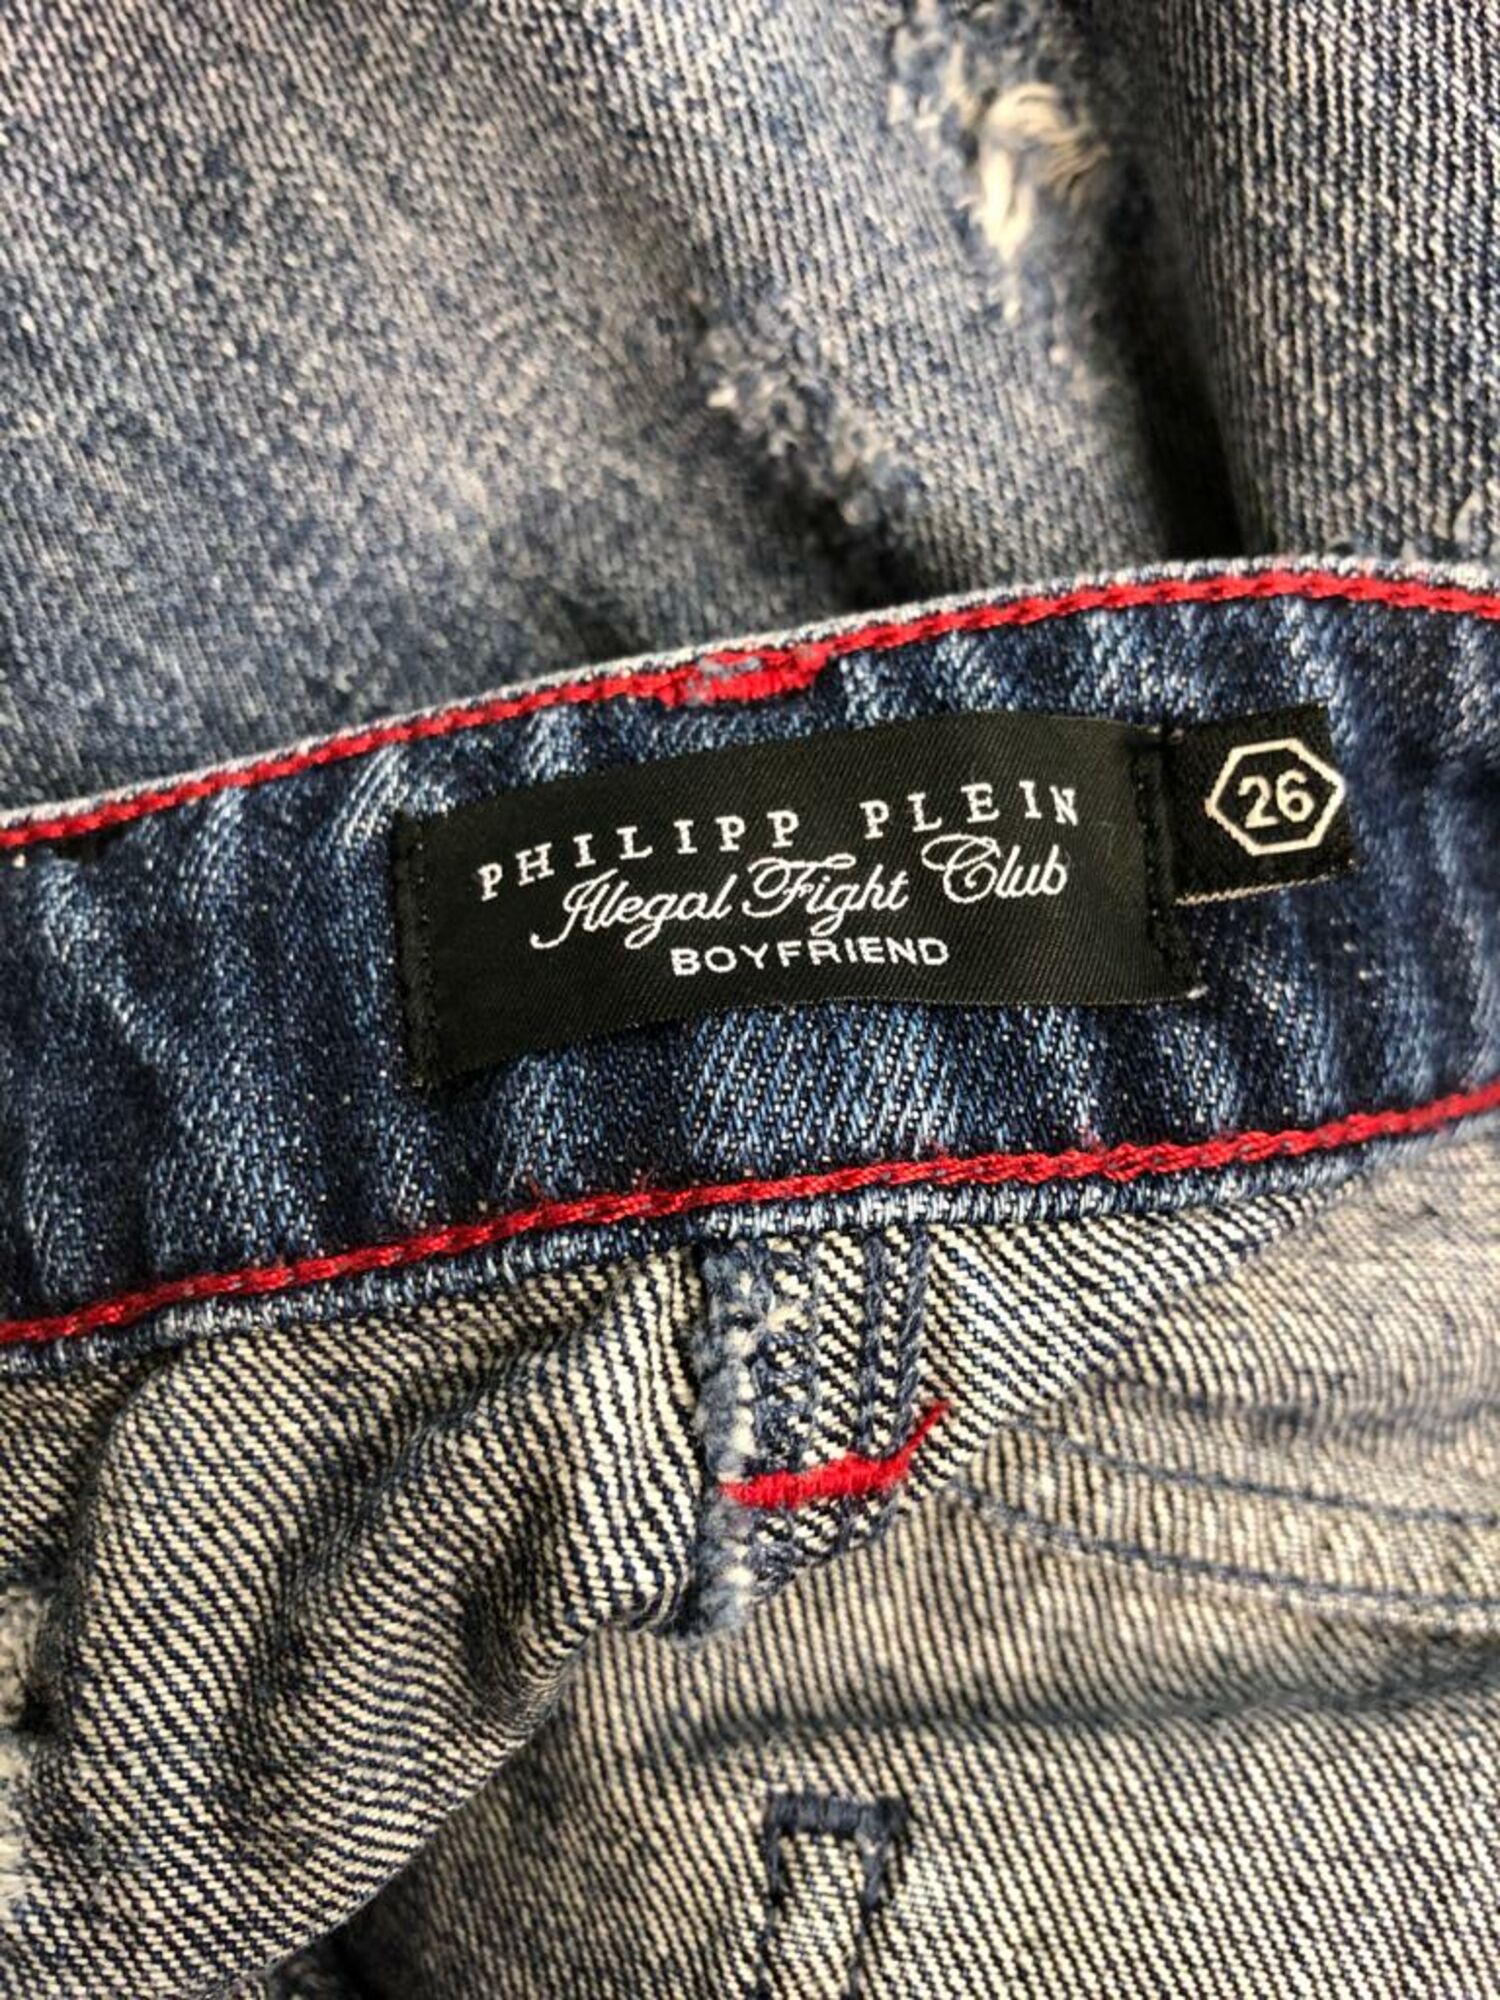 PHILIPP PLEIN
Illegal Fight Club
BOYFRIEND
26